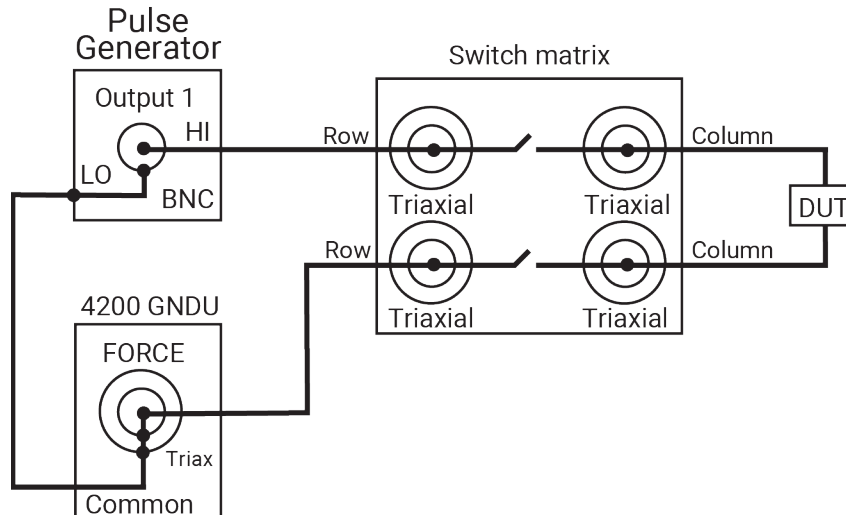 Pulse
Generator
Output 1
HI
LO
BNC
Switch matrix
Row
Column
Triaxial
Triaxial
DUT
Row
Column
Triaxial
Triaxial
4200 GNDU
FORCE
Triax
Common